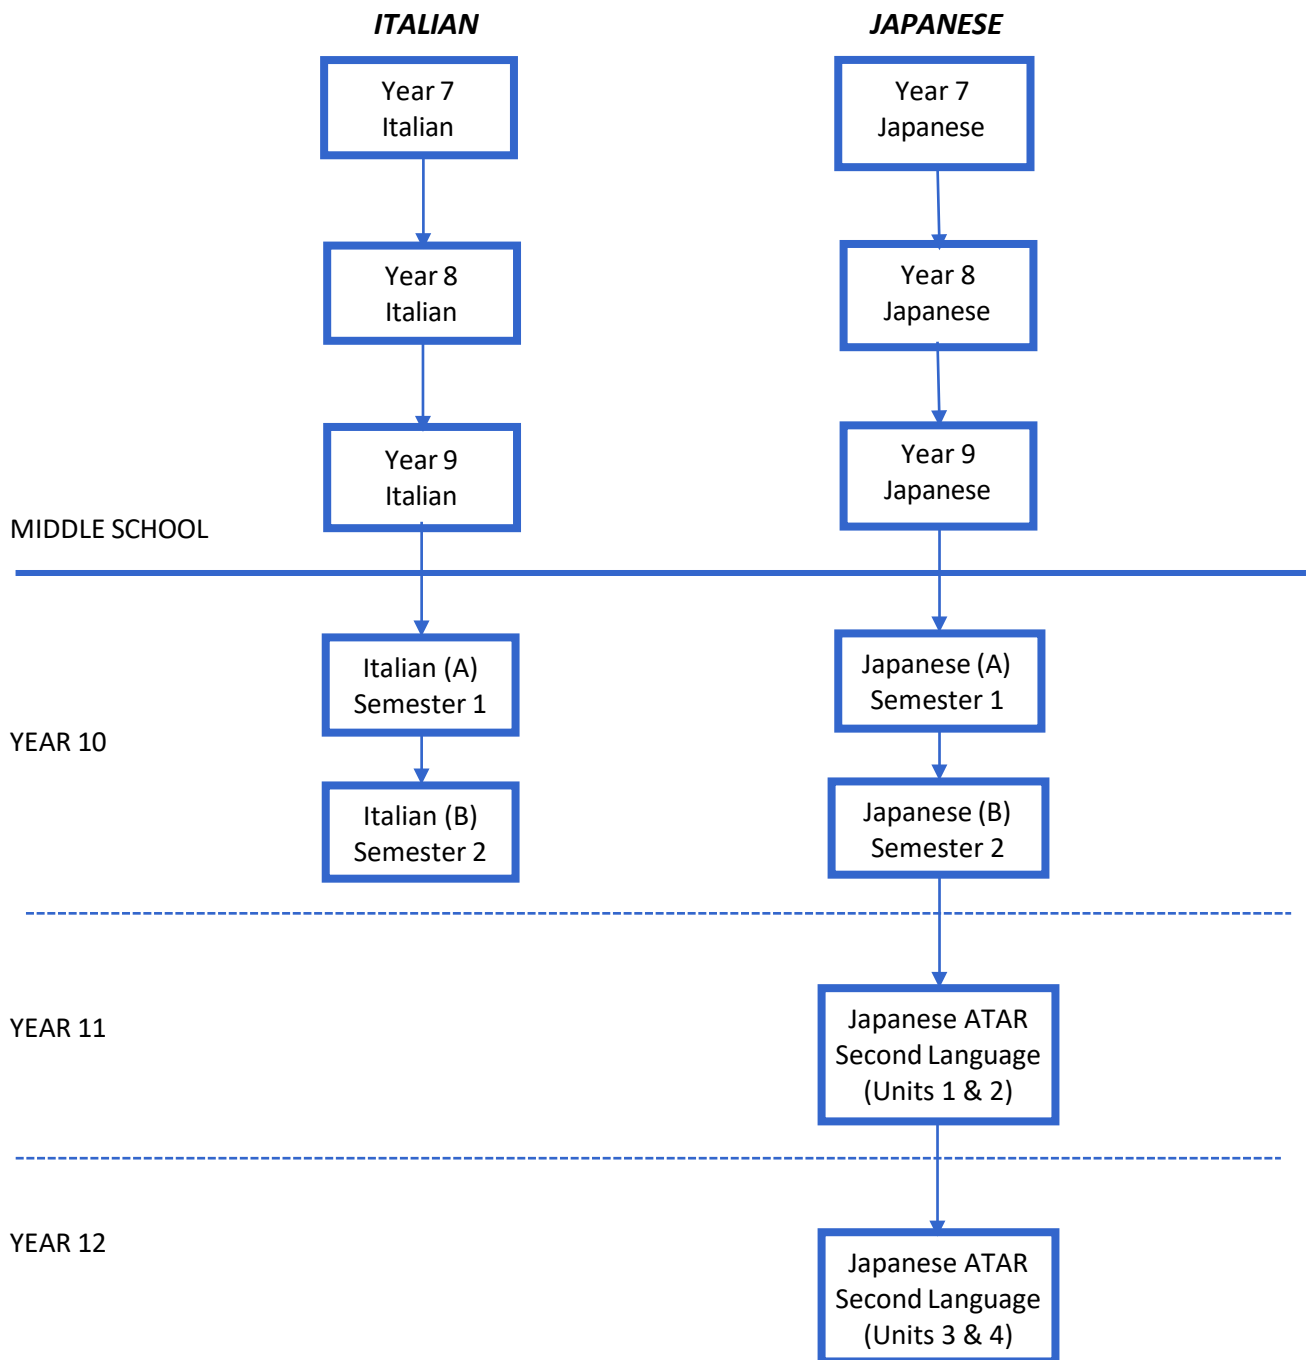 ITALIAN
JAPANESE
Year 7
Italian
Year 7
Japanese
Year 8
Italian
Year 8
Japanese
Year 9
Italian
Year 9
Japanese
MIDDLE SCHOOL
Italian (A)
Semester 1
Japanese (A)
Semester 1
YEAR 10
Italian (B)
Semester 2
Japanese (B)
Semester 2
YEAR 11
Japanese ATAR
Second Language
(Units 1 & 2)
YEAR 12
Japanese ATAR
Second Language
(Units 3 & 4)